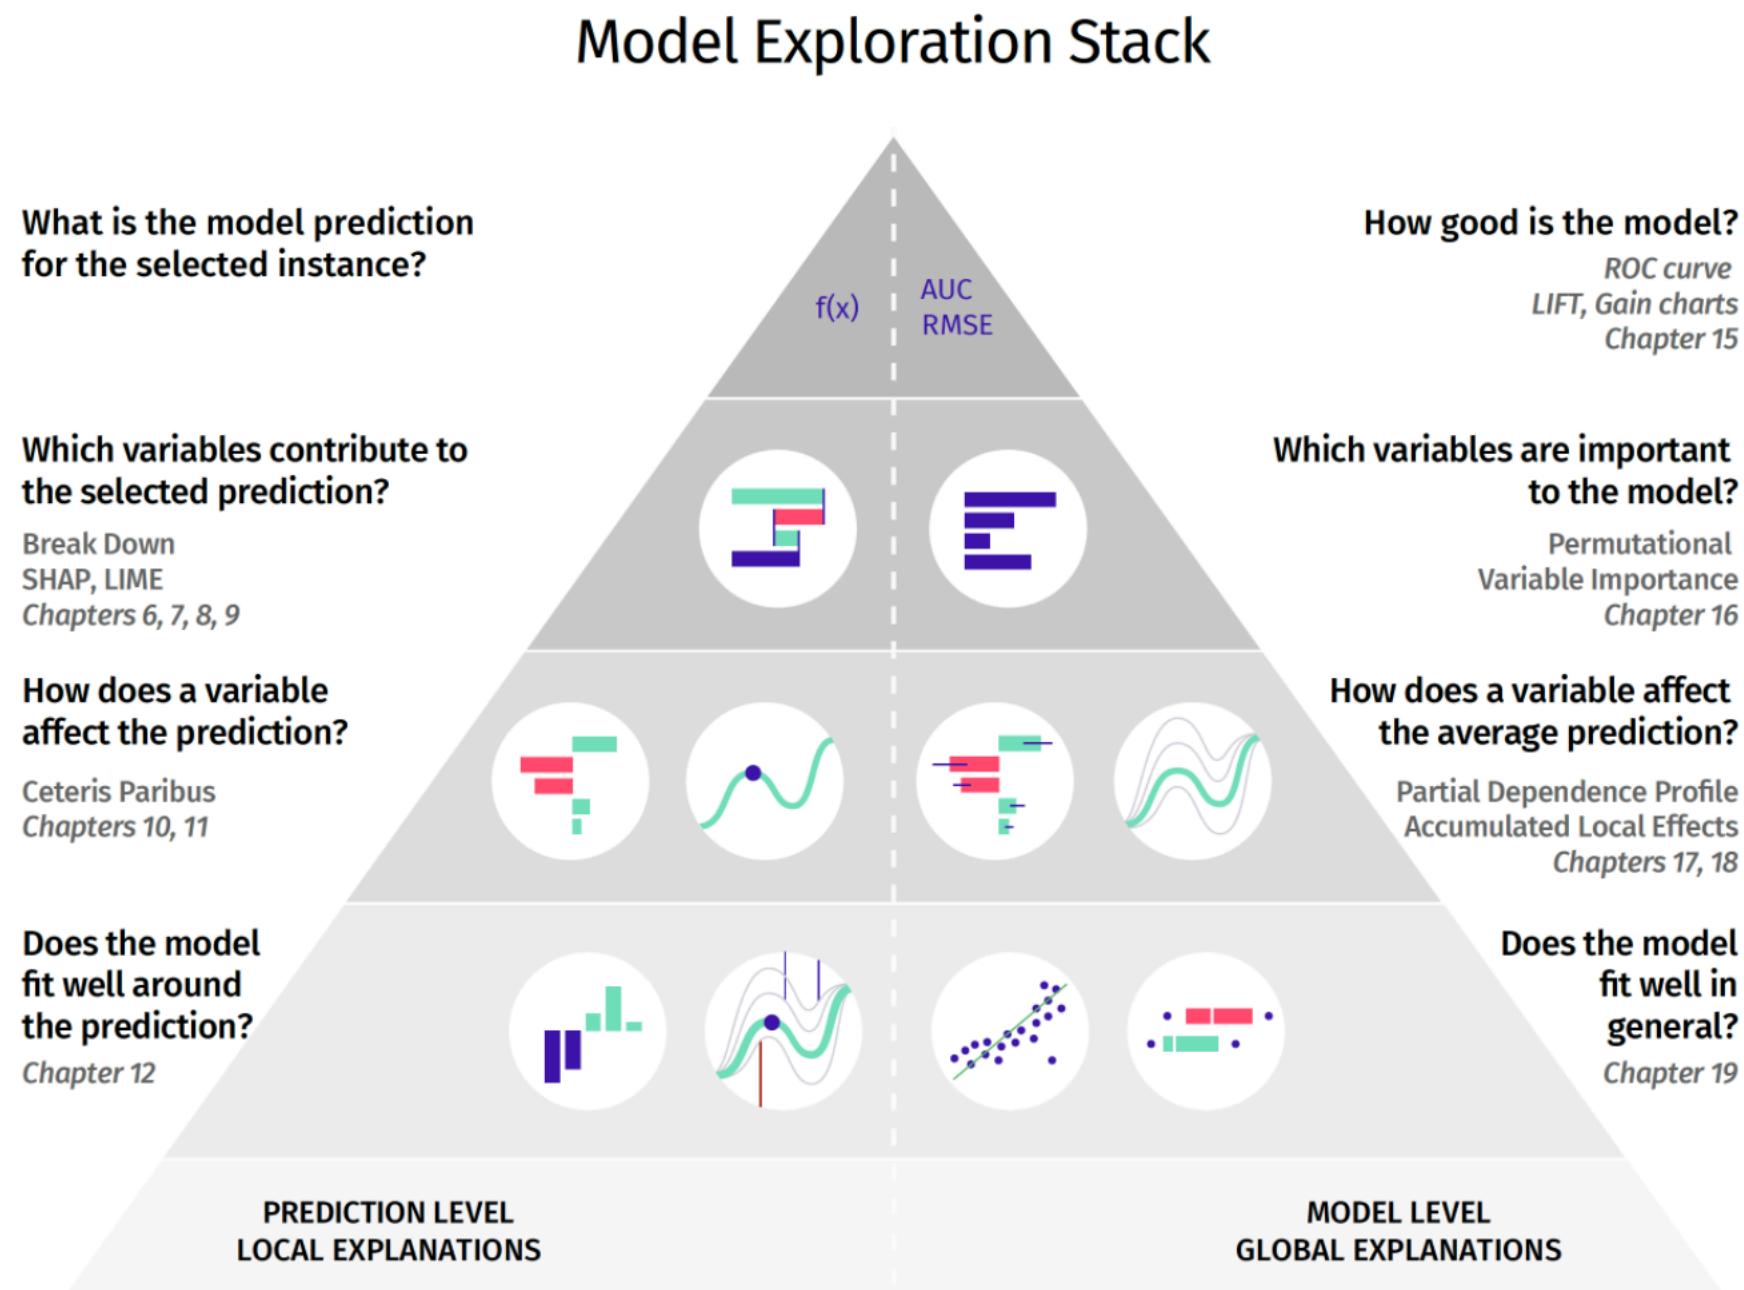 Model Exploration Stack
What is the model prediction
for the selected instance?
f(x)
AUC
RMSE
How good is the model?
ROC curve
LIFT, Gain charts
Chapter 15
Which variables contribute to
the selected prediction?
Break Down
SHAP, LIME
Chapters 6, 7, 8, 9
Which variables are important
to the model?
Permutational
Variable Importance
Chapter 16
How does a variable
affect the prediction?
Ceteris Paribus
Chapters 10, 11
How does a variable affect
the average prediction?
Partial Dependence Profile
Accumulated Local Effects
Chapters 17, 18
Does the model
fit well around
the prediction?
Chapter 12
Does the model
fit well in
general?
Chapter 19
PREDICTION LEVEL
LOCAL EXPLANATIONS
MODEL LEVEL
GLOBAL EXPLANATIONS